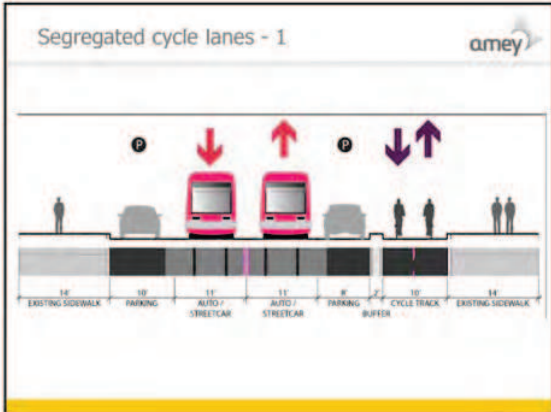 Segregated cycle lanes - 1
amey
P
P
14' 10' 11' 11' 8' 2' 10' 14'
EXISTING SIDEWALK PARKING AUTO / STREETCAR AUTO / STREETCAR PARKING BUFFER CYCLE TRACK EXISTING SIDEWALK